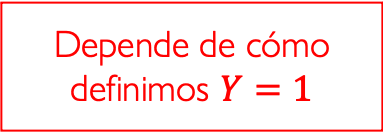 Depende de cómo
definimos Y = 1